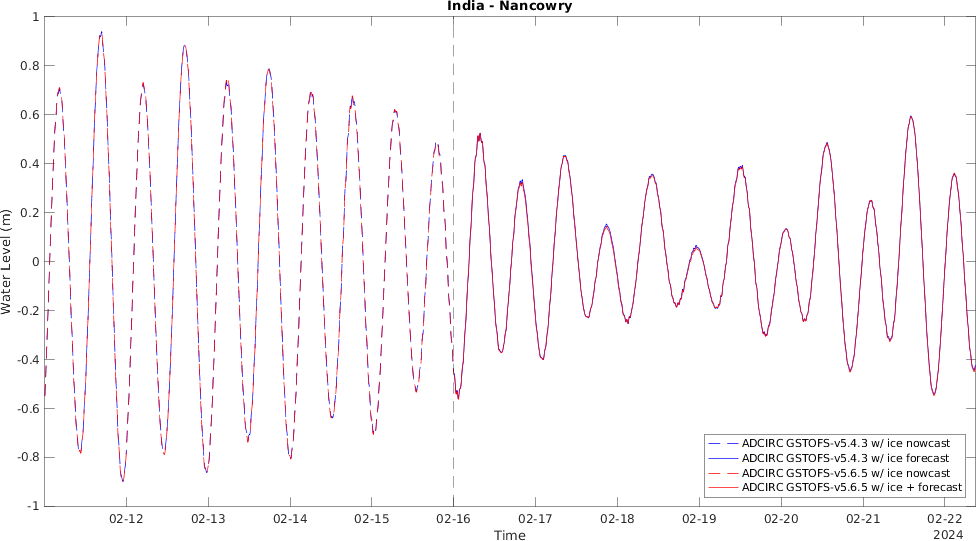 India - Nancowry
1
0.8
0.6
0.4
0.2
0
-0.2
-0.4
-0.6
-0.8
-1
Water Level (m)
ADCIRC GSTOFS-v5.4.3 w/ ice nowcast
ADCIRC GSTOFS-v5.4.3 w/ ice forecast
ADCIRC GSTOFS-v5.6.5 w/ ice nowcast
ADCIRC GSTOFS-v5.6.5 w/ ice + forecast
02-12 02-13 02-14 02-15 02-16 02-17 02-18 02-19 02-20 02-21 02-22
Time 2024